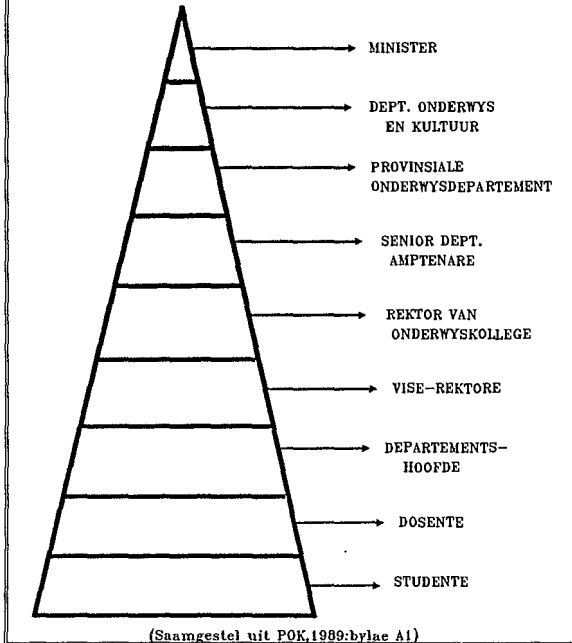 MINISTER
DEPT. ONDERWYS
EN KULTUUR
PROVINSIALE
ONDERWYSDEPARTEMENT
SENIOR DEPT.
AMPTENARE
REKTOR VAN
ONDERWYSKOLLEGE
VISE-REKTORE
DEPARTEMENTS-
HOOFDE
DOSENTE
STUDENTE
(Saamgestel uit POK,1989:bylae A1)